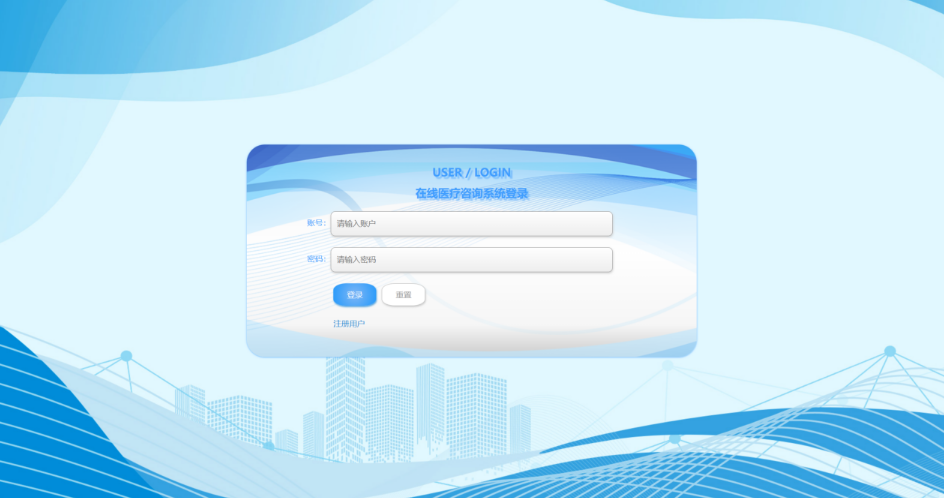 USER / LOGIN
在线医疗咨询系统登录
账号： 请输入账户
密码： 请输入密码
登录 重置
注册用户